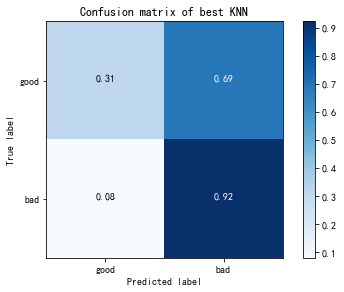 Confusion matrix of best KNN
True label
good
0.31
0.69
bad
0.08
0.92
good
bad
Predicted label
0.9
0.8
0.7
0.6
0.5
0.4
0.3
0.2
0.1